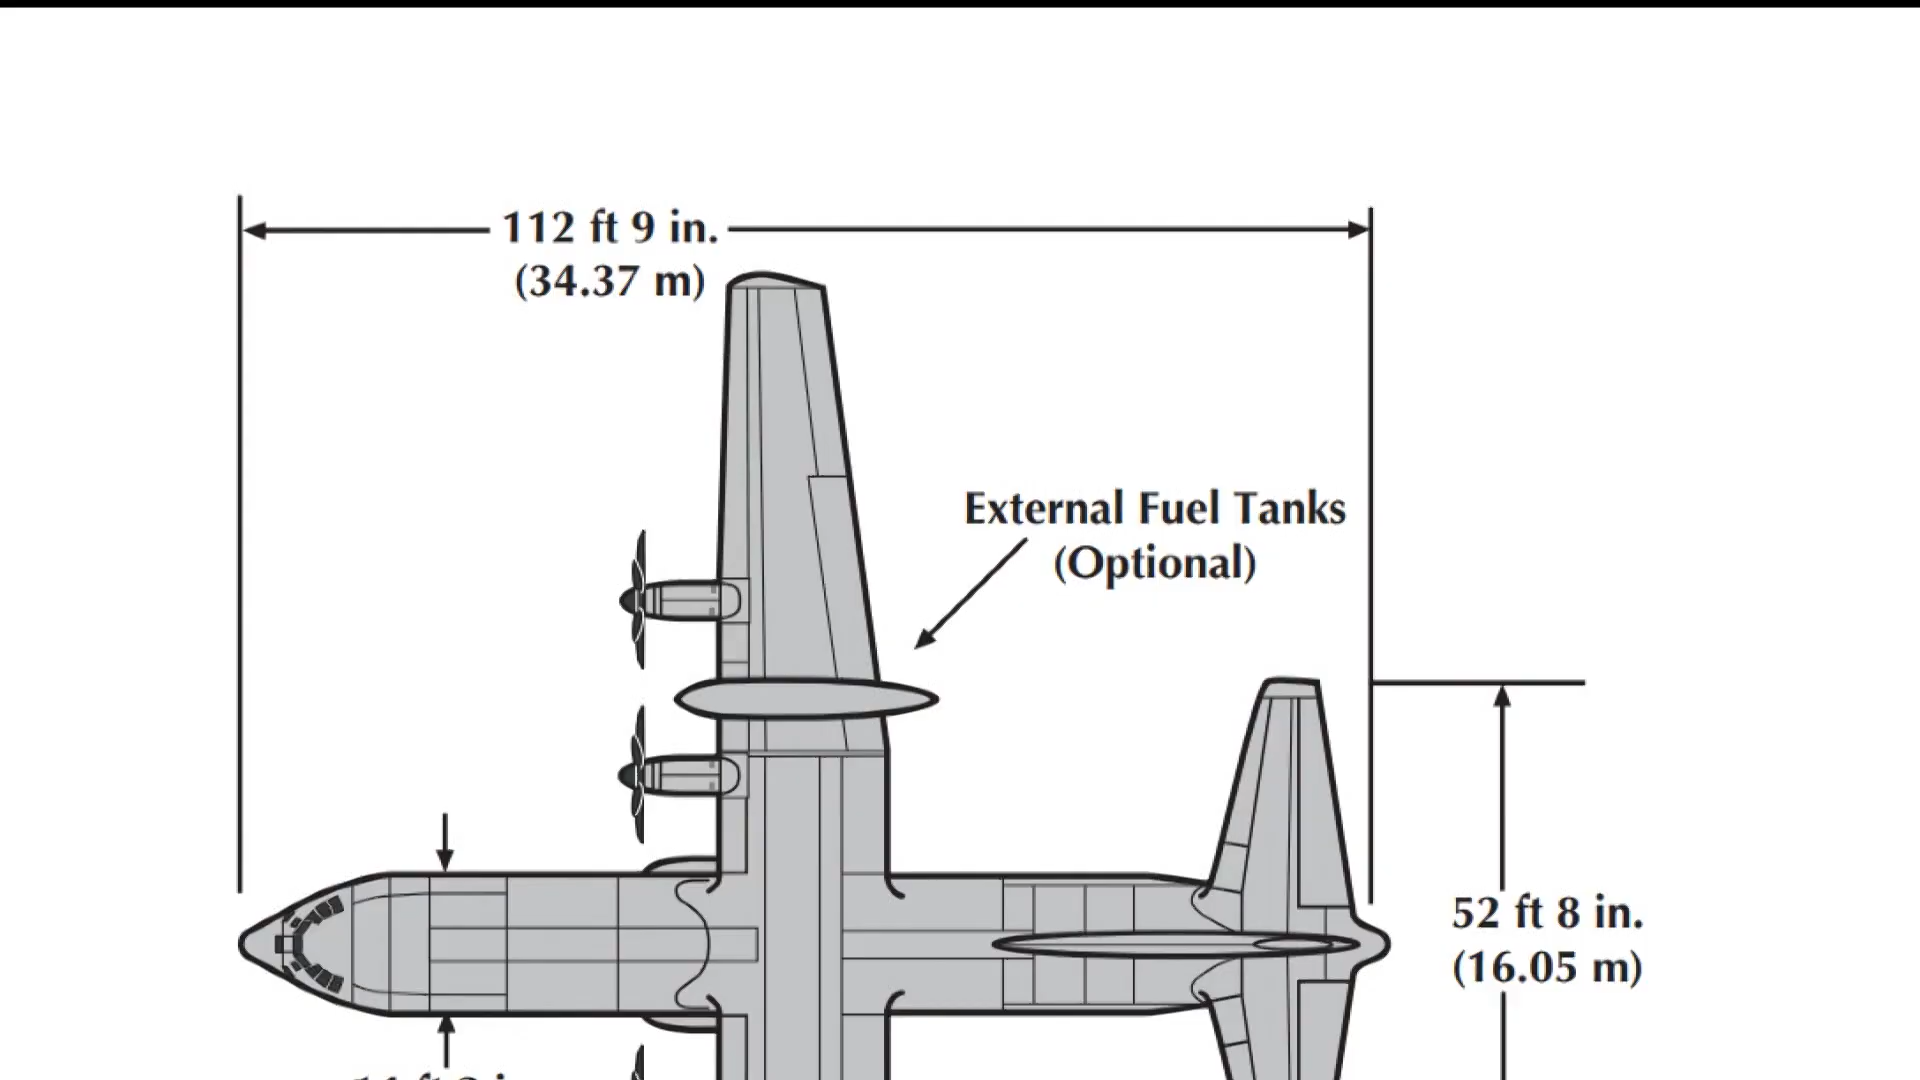 112 ft 9 in.
(34.37 m)
External Fuel Tanks
(Optional)
52 ft 8 in.
(16.05 m)